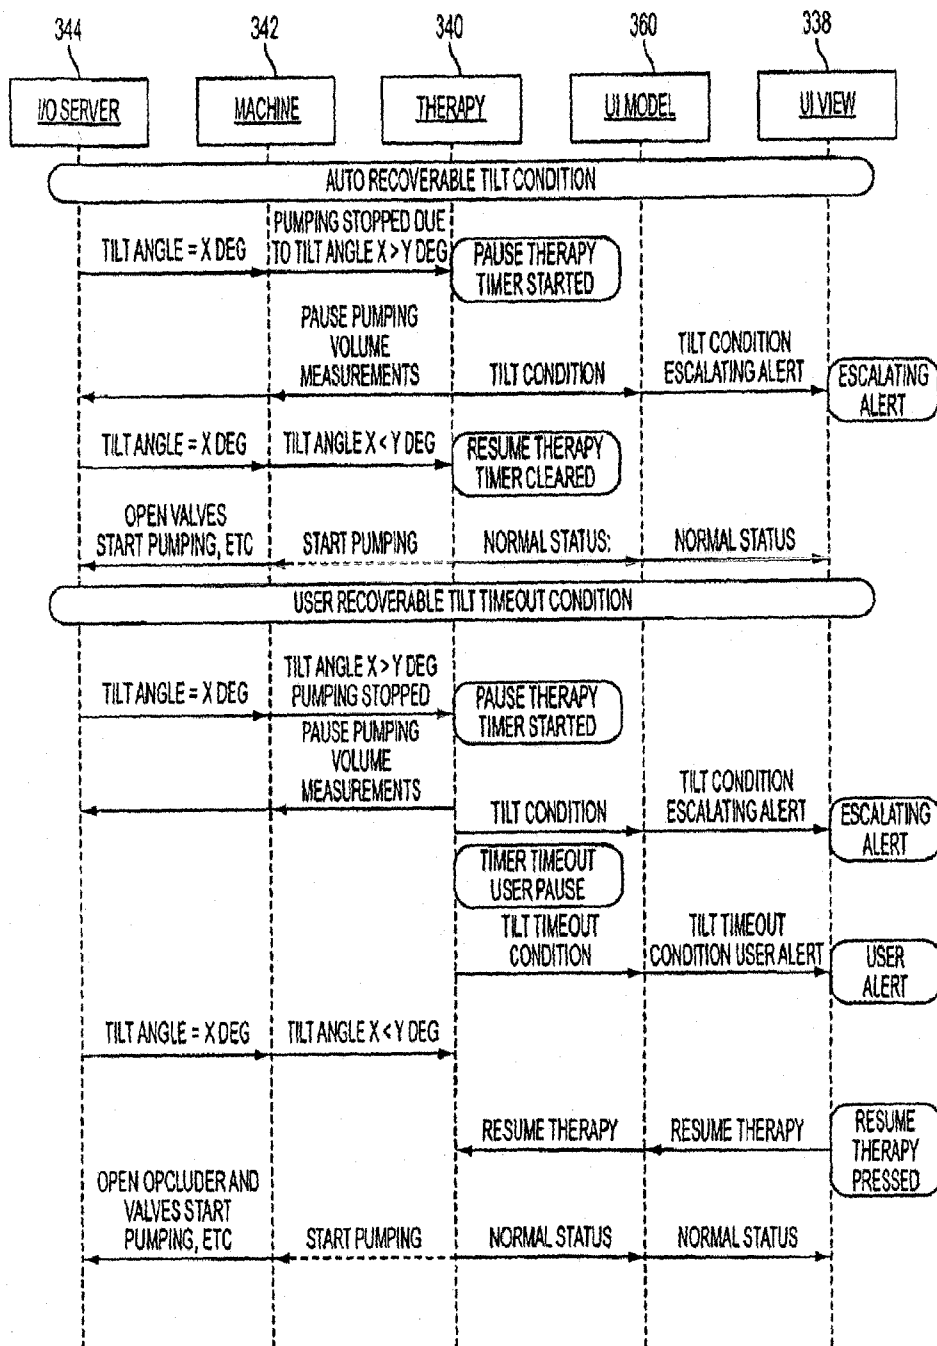 344
342
340
360
338
I/O SERVER
MACHINE
THERAPY
UI MODEL
UI VIEW
AUTO RECOVERABLE TILT CONDITION
TILT ANGLE = X DEG
PUMPING STOPPED DUE
TO TILT ANGLE X > Y DEG
PAUSE THERAPY
TIMER STARTED
PAUSE PUMPING
VOLUME
MEASUREMENTS
TILT CONDITION
TILT CONDITION
ESCALATING ALERT
ESCALATING
ALERT
TILT ANGLE = X DEG
TILT ANGLE X < Y DEG
RESUME THERAPY
TIMER CLEARED
OPEN VALVES
START PUMPING, ETC
START PUMPING
NORMAL STATUS:
NORMAL STATUS
USER RECOVERABLE TILT TIMEOUT CONDITION
TILT ANGLE = X DEG
TILT ANGLE X > Y DEG
PUMPING STOPPED
PAUSE THERAPY
TIMER STARTED
PAUSE PUMPING
VOLUME
MEASUREMENTS
TILT CONDITION
TILT CONDITION
ESCALATING ALERT
ESCALATING
ALERT
TIMER TIMEOUT
USER PAUSE
TILT TIMEOUT
CONDITION
TILT TIMEOUT
CONDITION USER ALERT
USER
ALERT
TILT ANGLE = X DEG
TILT ANGLE X < Y DEG
RESUME THERAPY
RESUME THERAPY
RESUME
THERAPY
PRESSED
OPEN OPCLUDER AND
VALVES START
PUMPING, ETC
START PUMPING
NORMAL STATUS
NORMAL STATUS